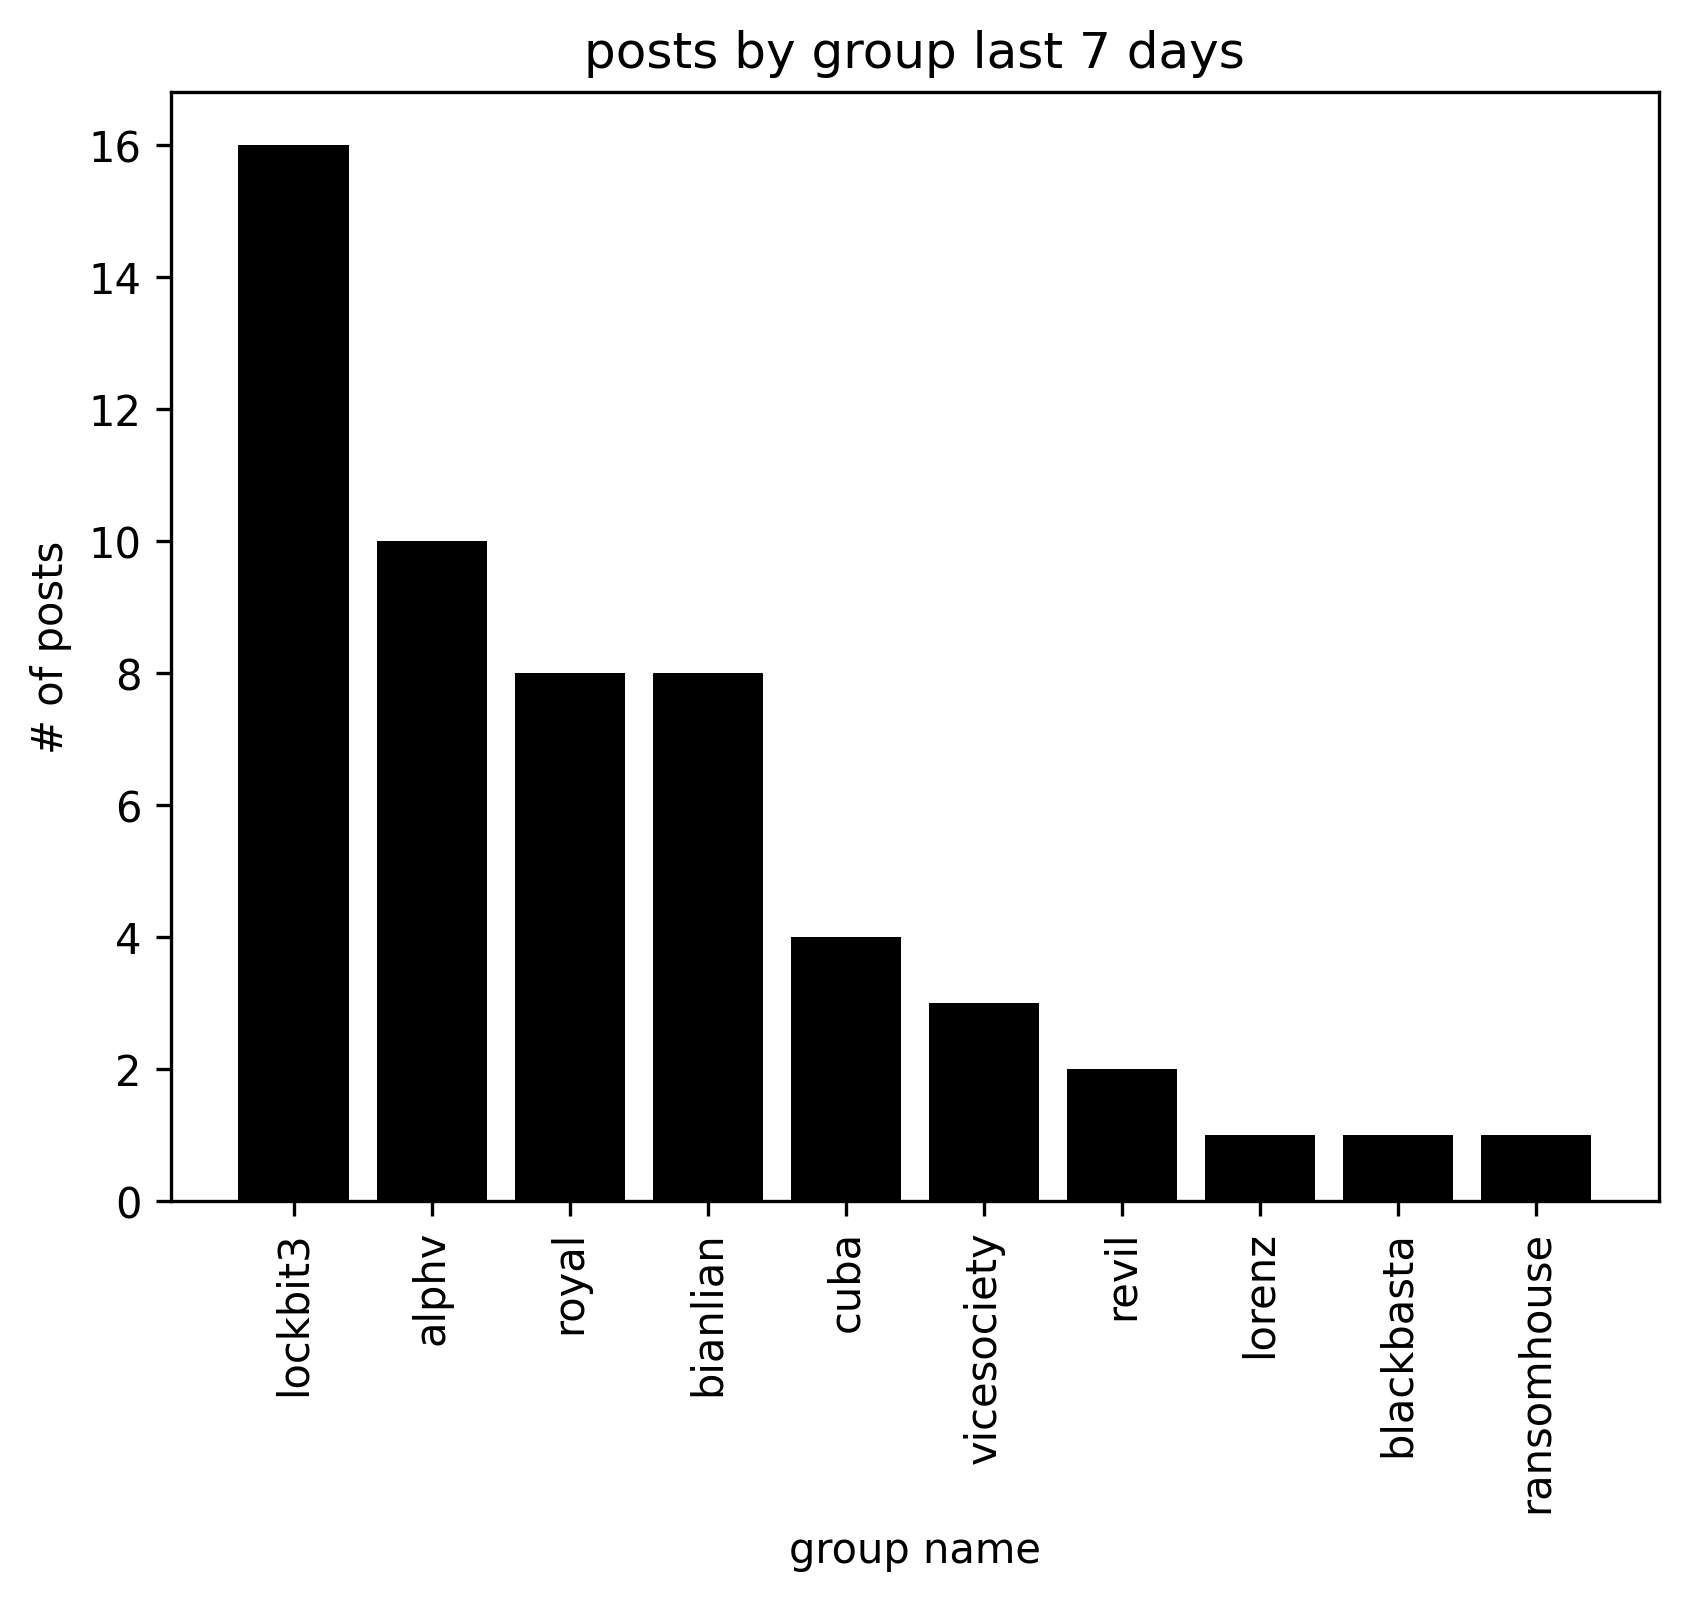 posts by group last 7 days
# of posts
16
14
12
10
8
6
4
2
0
lockbit3
alphv
royal
bianlian
cuba
vicesociety
revil
lorenz
blackbasta
ransomhouse
group name